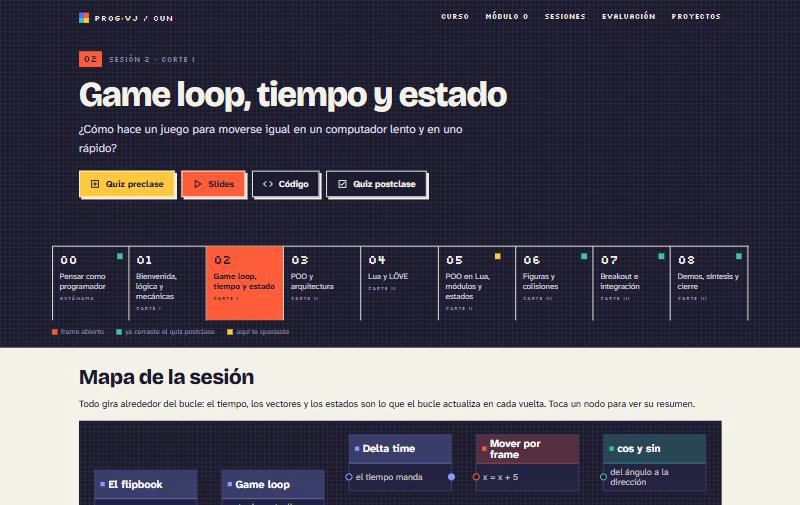 PROG·VJ / CUN
CURSO MÓDULO 0 SESIONES EVALUACIÓN PROYECTOS
02 SESIÓN 2 · CORTE I
Game loop, tiempo y estado
¿Cómo hace un juego para moverse igual en un computador lento y en uno
rápido?
Quiz preclase Slides Código Quiz postclase
00
Pensar como
programador
AUTÓNOMA
01
Bienvenida,
lógica y
mecánicas
CORTE I
02
Game loop,
tiempo y estado
CORTE I
03
POO y
arquitectura
CORTE II
04
Lua y LÖVE
CORTE II
05
POO en Lua,
módulos y
estados
CORTE II
06
Figuras y
colisiones
CORTE III
07
Breakout e
integración
CORTE III
08
Demos, síntesis y
cierre
CORTE III
frame abierto ya cerraste el quiz postclase aquí te quedaste
Mapa de la sesión
Todo gira alrededor del bucle: el tiempo, los vectores y los estados son lo que el bucle actualiza en cada vuelta. Toca un nodo para ver su resumen.
El flipbook
Game loop
Delta time
el tiempo manda
Mover por
frame
x = x + 5
cos y sin
del ángulo a la
dirección